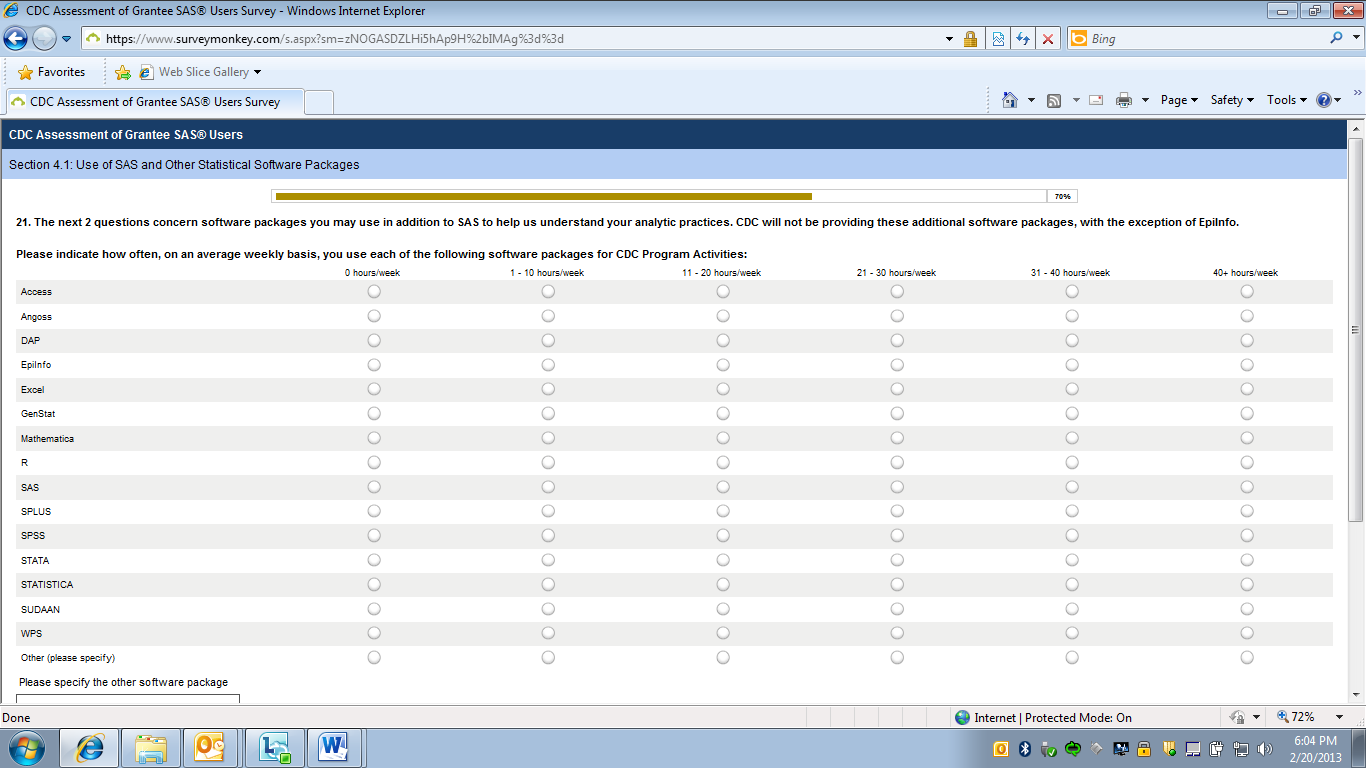 CDC Assessment of Grantee SAS® Users Survey - Windows Internet Explorer
https://www.surveymonkey.com/s.aspx?sm=zNOGASDZLHi5hAp9H%2bIMAg%3d%3d
Bing
Favorites
Web Slice Gallery
CDC Assessment of Grantee SAS® Users Survey
Page
Safety
Tools
CDC Assessment of Grantee SAS® Users
Section 4.1: Use of SAS and Other Statistical Software Packages
70%
21. The next 2 questions concern software packages you may use in addition to SAS to help us understand your analytic practices. CDC will not be providing these additional software packages, with the exception of EpiInfo.
Please indicate how often, on an average weekly basis, you use each of the following software packages for CDC Program Activities:
0 hours/week 1 - 10 hours/week 11 - 20 hours/week 21 - 30 hours/week 31 - 40 hours/week 40+ hours/week
Access
Angoss
DAP
EpiInfo
Excel
GenStat
Mathematica
R
SAS
SPLUS
SPSS
STATA
STATISTICA
SUDAAN
WPS
Other (please specify)
Please specify the other software package
Done
Internet | Protected Mode: On
72%
6:04 PM
2/20/2013